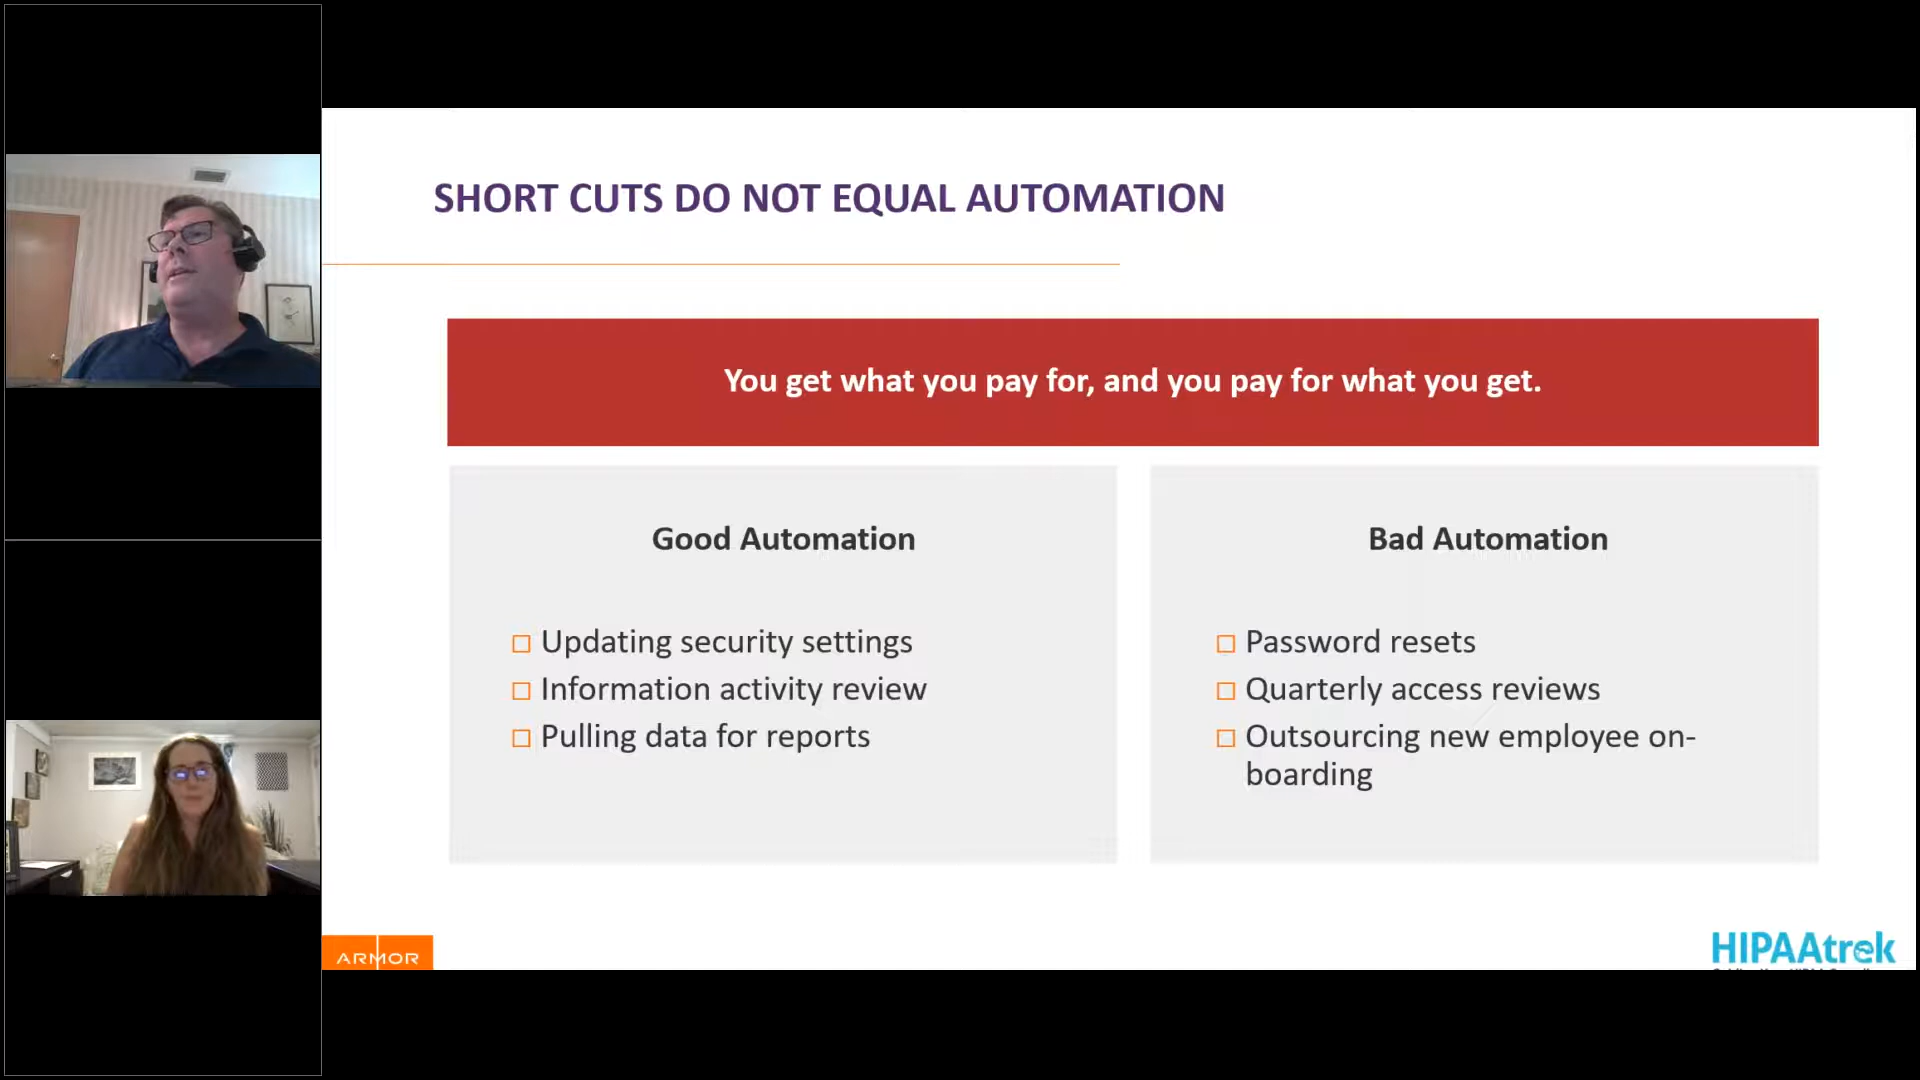 SHORT CUTS DO NOT EQUAL AUTOMATION
You get what you pay for, and you pay for what you get.
Good Automation
Updating security settings
Information activity review
Pulling data for reports
Bad Automation
Password resets
Quarterly access reviews
Outsourcing new employee on-
boarding
ARMOR
HIPAAtrek